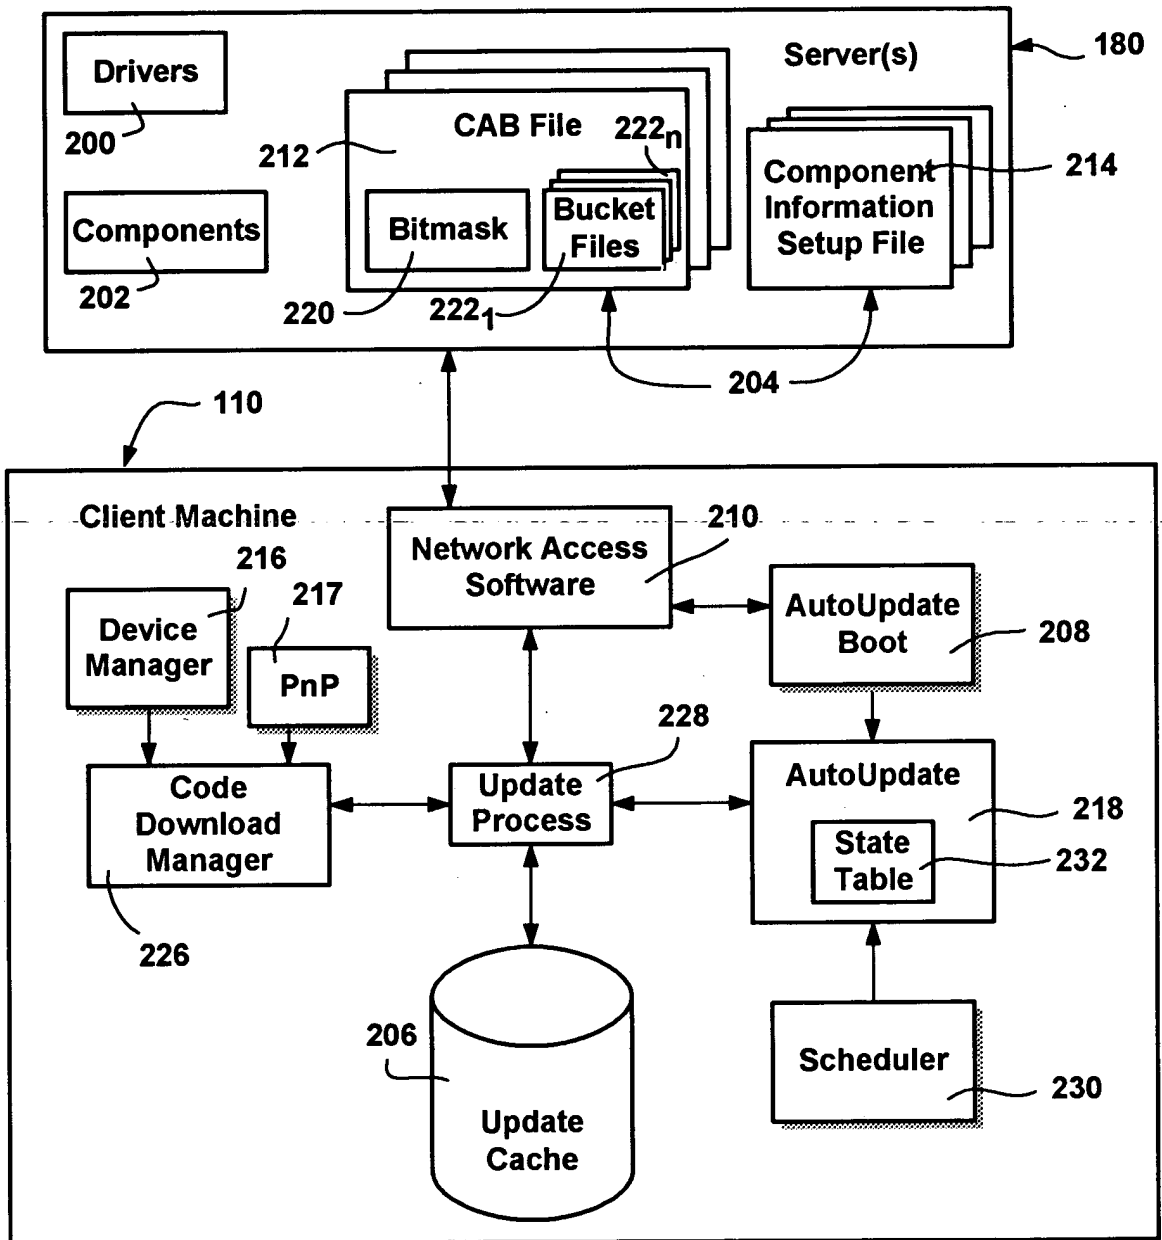 Drivers
200
Components
202
CAB File
212
222n
Bitmask
220
Bucket
Files
2221
Server(s)
180
Component
Information
Setup File
214
204
110
Client Machine
Network Access
Software
210
216
Device
Manager
217
PnP
AutoUpdate
Boot
208
Code
Download
Manager
226
Update
Process
228
AutoUpdate
218
State
Table
232
206
Update
Cache
Scheduler
230